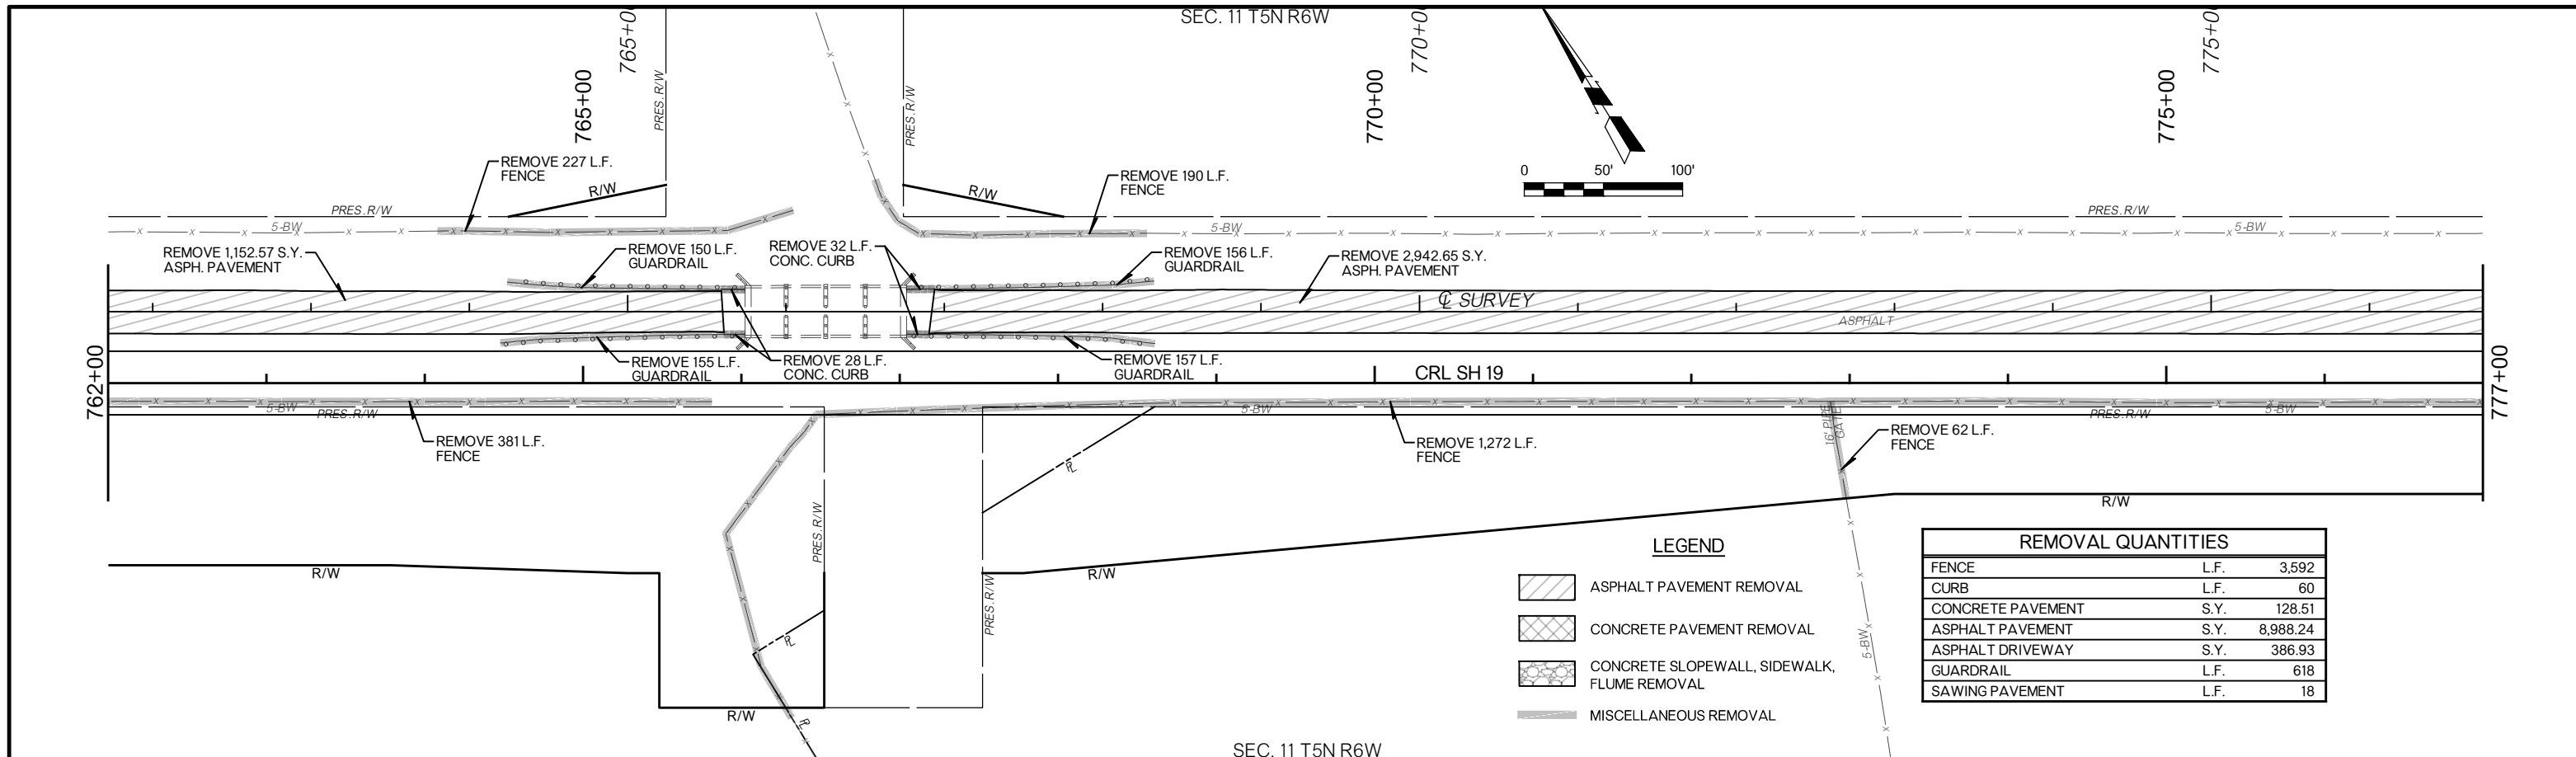 SEC. 11 T5N R6W
765+00
765+0
770+00
770+0
775+00
775+0
PRES. R/W
PRES. R/W
0 50' 100'
REMOVE 227 L.F.
FENCE
R/W
R/W
REMOVE 190 L.F.
FENCE
PRES. R/W
PRES. R/W
5-BW
5-BW
5-BW
REMOVE 1,152.57 S.Y.
ASPH. PAVEMENT
REMOVE 150 L.F.
GUARDRAIL
REMOVE 32 L.F.
CONC. CURB
REMOVE 156 L.F.
GUARDRAIL
REMOVE 2,942.65 S.Y.
ASPH. PAVEMENT
℄ SURVEY
ASPHALT
762+00
REMOVE 155 L.F.
GUARDRAIL
REMOVE 28 L.F.
CONC. CURB
REMOVE 157 L.F.
GUARDRAIL
CRL SH 19
777+00
5-BW
PRES. R/W
5-BW
16' PIPE
GATE
PRES. R/W
5-BW
REMOVE 381 L.F.
FENCE
REMOVE 1,272 L.F.
FENCE
REMOVE 62 L.F.
FENCE
PL
PRES. R/W
R/W
R/W
R/W
PRES. R/W
PL
R/W
PL
5-BW
LEGEND
ASPHALT PAVEMENT REMOVAL
CONCRETE PAVEMENT REMOVAL
CONCRETE SLOPEWALL, SIDEWALK,
FLUME REMOVAL
MISCELLANEOUS REMOVAL
REMOVAL QUANTITIES
FENCE L.F. 3,592
CURB L.F. 60
CONCRETE PAVEMENT S.Y. 128.51
ASPHALT PAVEMENT S.Y. 8,988.24
ASPHALT DRIVEWAY S.Y. 386.93
GUARDRAIL L.F. 618
SAWING PAVEMENT L.F. 18
SEC. 11 T5N R6W